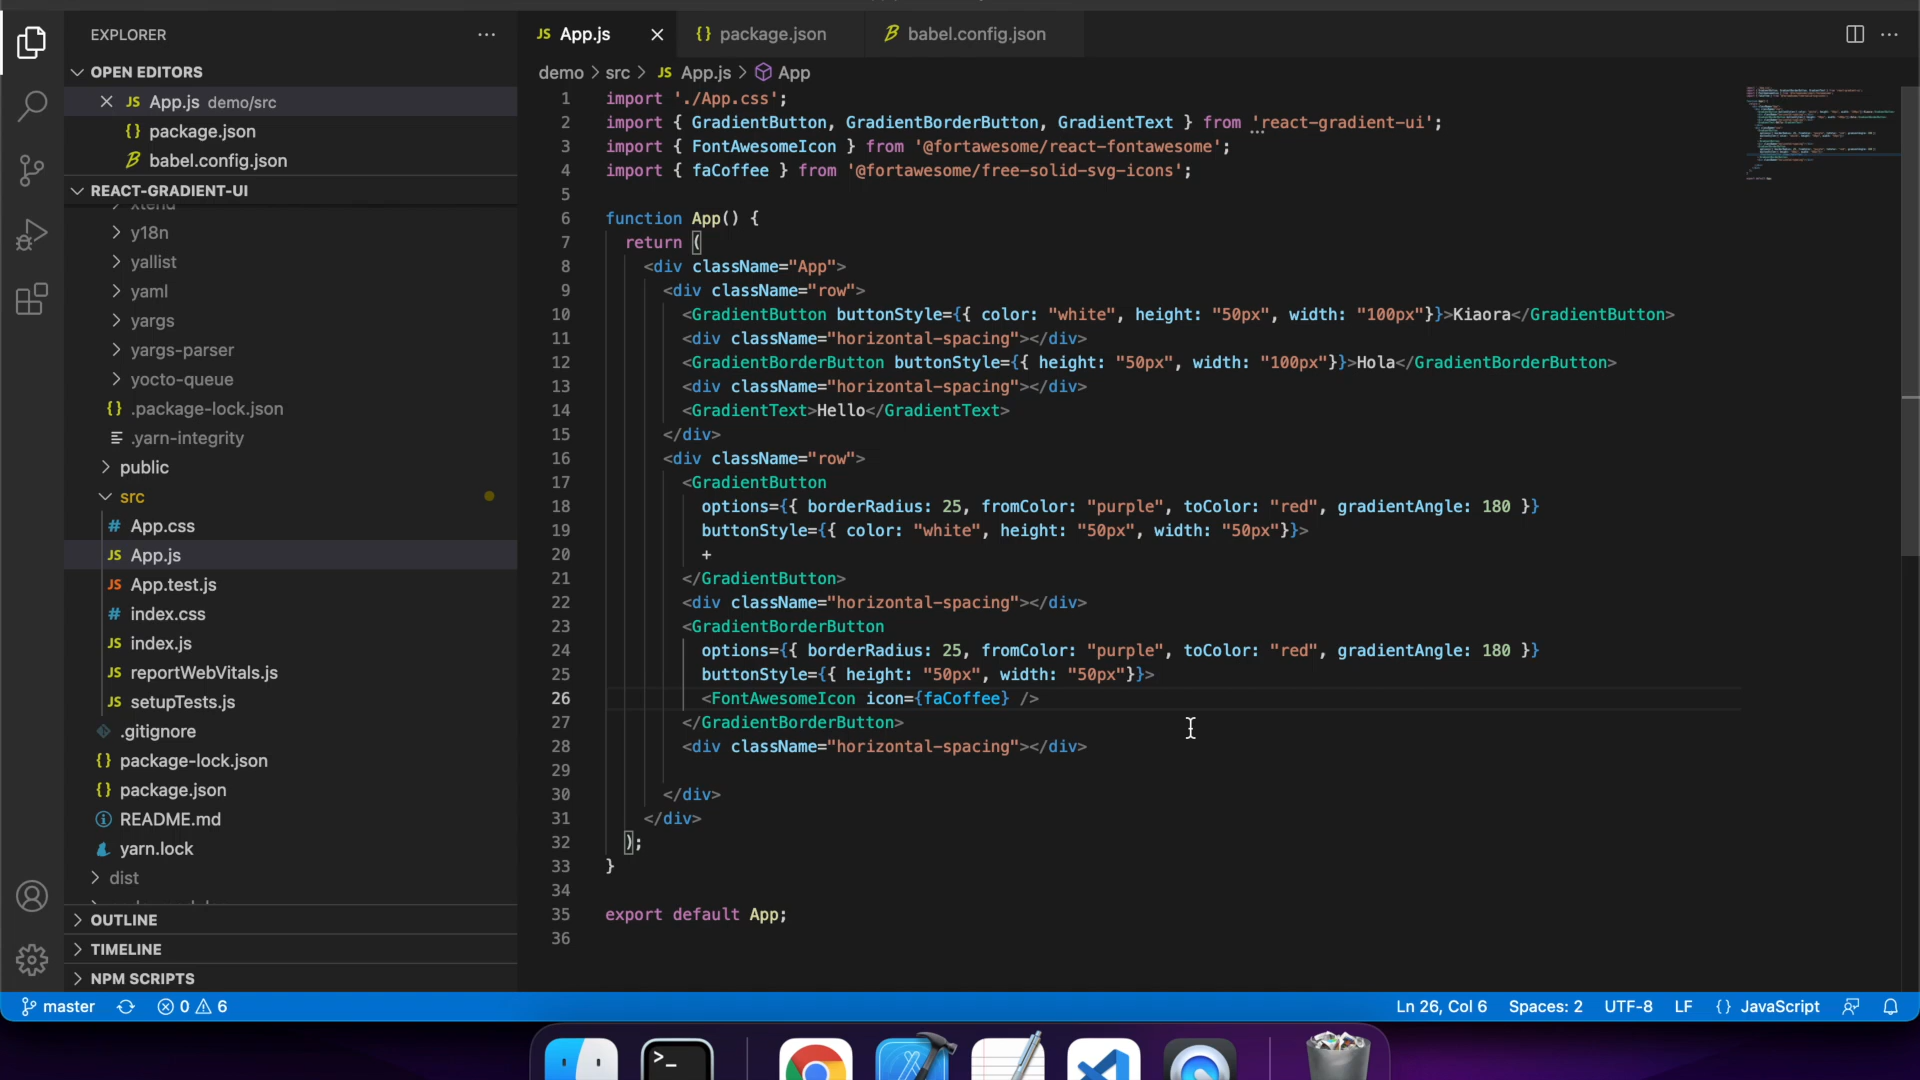 EXPLORER
OPEN EDITORS
App.js demo/src
package.json
babel.config.json
REACT-GRADIENT-UI
xtend
y18n
yallist
yaml
yargs
yargs-parser
yocto-queue
.package-lock.json
.yarn-integrity
public
src
App.css
App.js
App.test.js
index.css
index.js
reportWebVitals.js
setupTests.js
.gitignore
package-lock.json
package.json
README.md
yarn.lock
dist
OUTLINE
TIMELINE
NPM SCRIPTS
JS App.js
{} package.json
babel.config.json
demo > src > JS App.js > App
1 import './App.css';
2 import { GradientButton, GradientBorderButton, GradientText } from 'react-gradient-ui';
3 import { FontAwesomeIcon } from '@fortawesome/react-fontawesome';
4 import { faCoffee } from '@fortawesome/free-solid-svg-icons';
5
6 function App() {
7 return (
8 <div className="App">
9 <div className="row">
10 <GradientButton buttonStyle={{ color: "white", height: "50px", width: "100px"}}>Kiaora</GradientButton>
11 <div className="horizontal-spacing"></div>
12 <GradientBorderButton buttonStyle={{ height: "50px", width: "100px"}}>Hola</GradientBorderButton>
13 <div className="horizontal-spacing"></div>
14 <GradientText>Hello</GradientText>
15 </div>
16 <div className="row">
17 <GradientButton
18 options={{ borderRadius: 25, fromColor: "purple", toColor: "red", gradientAngle: 180 }}
19 buttonStyle={{ color: "white", height: "50px", width: "50px"}}>
20 +
21 </GradientButton>
22 <div className="horizontal-spacing"></div>
23 <GradientBorderButton
24 options={{ borderRadius: 25, fromColor: "purple", toColor: "red", gradientAngle: 180 }}
25 buttonStyle={{ height: "50px", width: "50px"}}>
26 <FontAwesomeIcon icon={faCoffee} />
27 </GradientBorderButton>
28 <div className="horizontal-spacing"></div>
29
30 </div>
31 </div>
32 );
33 }
34
35 export default App;
36
master 0 6
Ln 26, Col 6 Spaces: 2 UTF-8 LF {} JavaScript